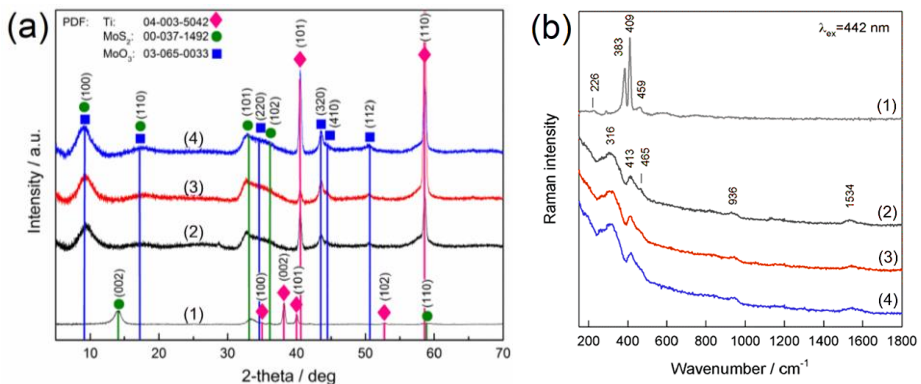 (a)
PDF: Ti: 04-003-5042
MoS₂: 00-037-1492
MoO₃: 03-065-0033
(100)
(110)
(101)
(220)
(102)
(101)
(320)
(410)
(112)
(110)
(4)
(3)
(2)
(1)
(002)
(100)
(002)
(101)
(102)
(110)
Intensity / a.u.
10 20 30 40 50 60 70
2-theta / deg
(b)
λex=442 nm
226
383
409
459
(1)
316
413
465
936
1534
(2)
(3)
(4)
Raman intensity
200 400 600 800 1000 1200 1400 1600 1800
Wavenumber / cm⁻¹